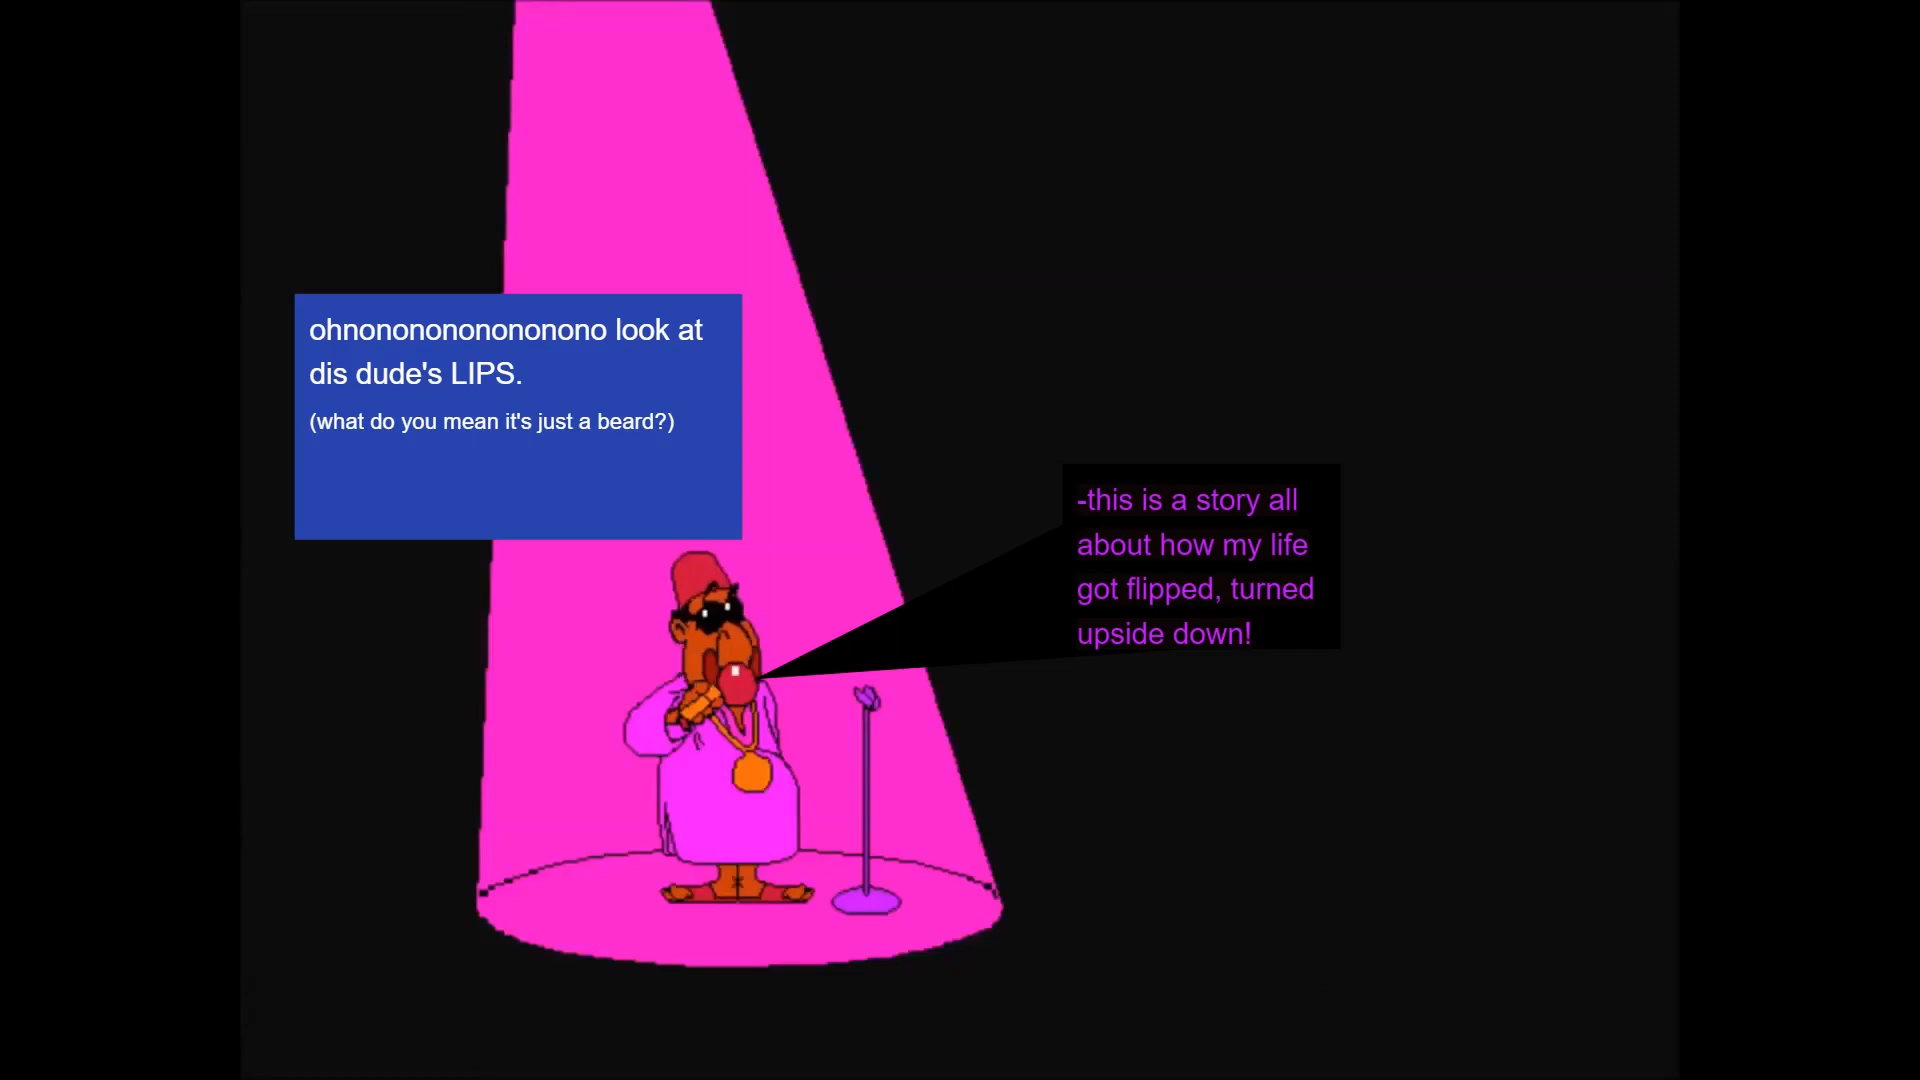 ohnonononononono look at
dis dude's LIPS.
(what do you mean it's just a beard?)
-this is a story all
about how my life
got flipped, turned
upside down!